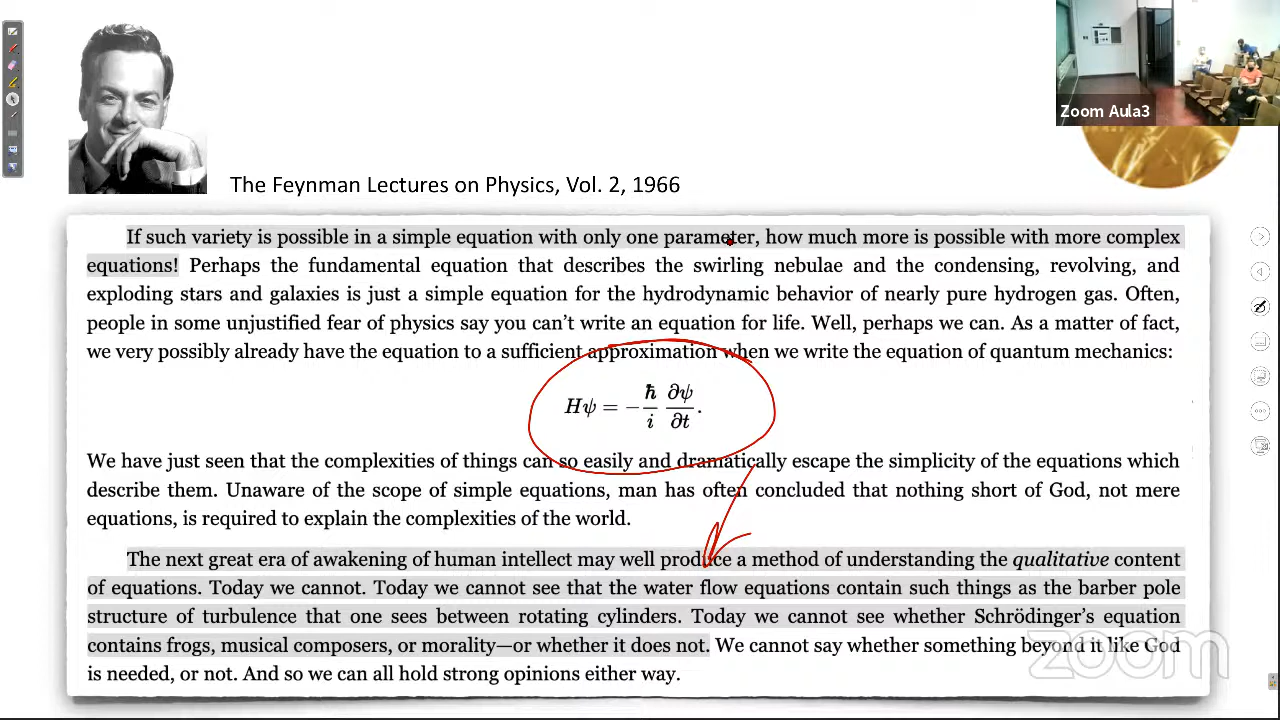 Zoom Aula3
The Feynman Lectures on Physics, Vol. 2, 1966
If such variety is possible in a simple equation with only one parameter, how much more is possible with more complex
equations! Perhaps the fundamental equation that describes the swirling nebulae and the condensing, revolving, and
exploding stars and galaxies is just a simple equation for the hydrodynamic behavior of nearly pure hydrogen gas. Often,
people in some unjustified fear of physics say you can’t write an equation for life. Well, perhaps we can. As a matter of fact,
we very possibly already have the equation to a sufficient approximation when we write the equation of quantum mechanics:
Hψ = −ħ/i ∂ψ/∂t.
We have just seen that the complexities of things can so easily and dramatically escape the simplicity of the equations which
describe them. Unaware of the scope of simple equations, man has often concluded that nothing short of God, not mere
equations, is required to explain the complexities of the world.
The next great era of awakening of human intellect may well produce a method of understanding the qualitative content
of equations. Today we cannot. Today we cannot see that the water flow equations contain such things as the barber pole
structure of turbulence that one sees between rotating cylinders. Today we cannot see whether Schrödinger’s equation
contains frogs, musical composers, or morality—or whether it does not. We cannot say whether something beyond it like God
is needed, or not. And so we can all hold strong opinions either way.
zoom